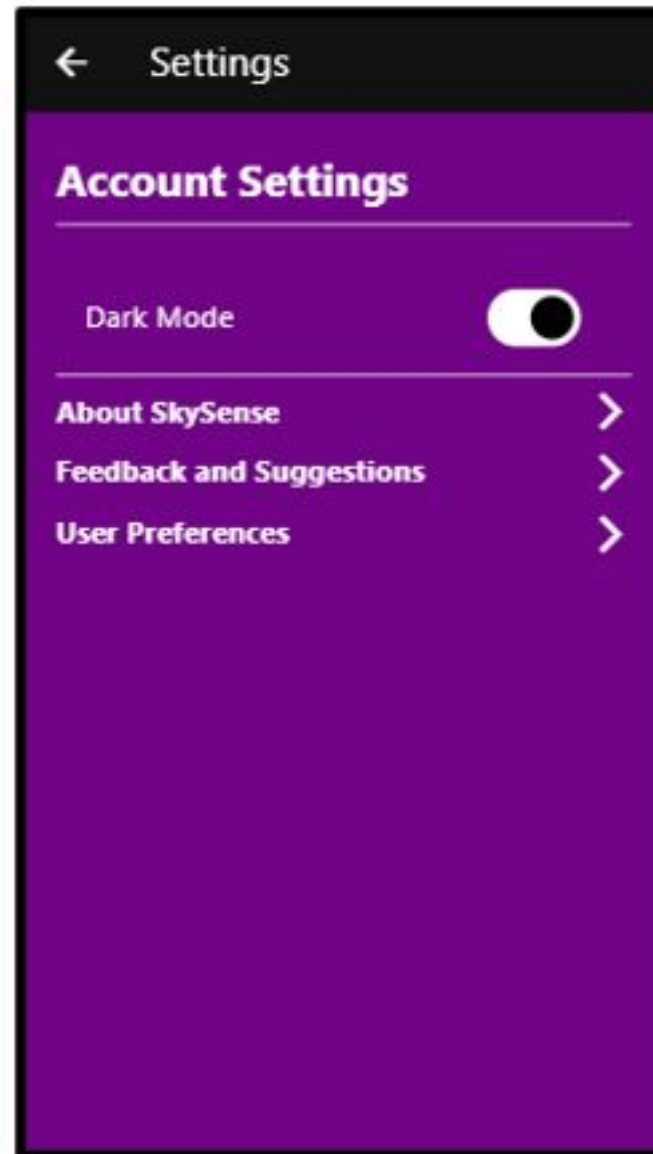 Settings
Account Settings
Dark Mode
About SkySense
Feedback and Suggestions
User Preferences